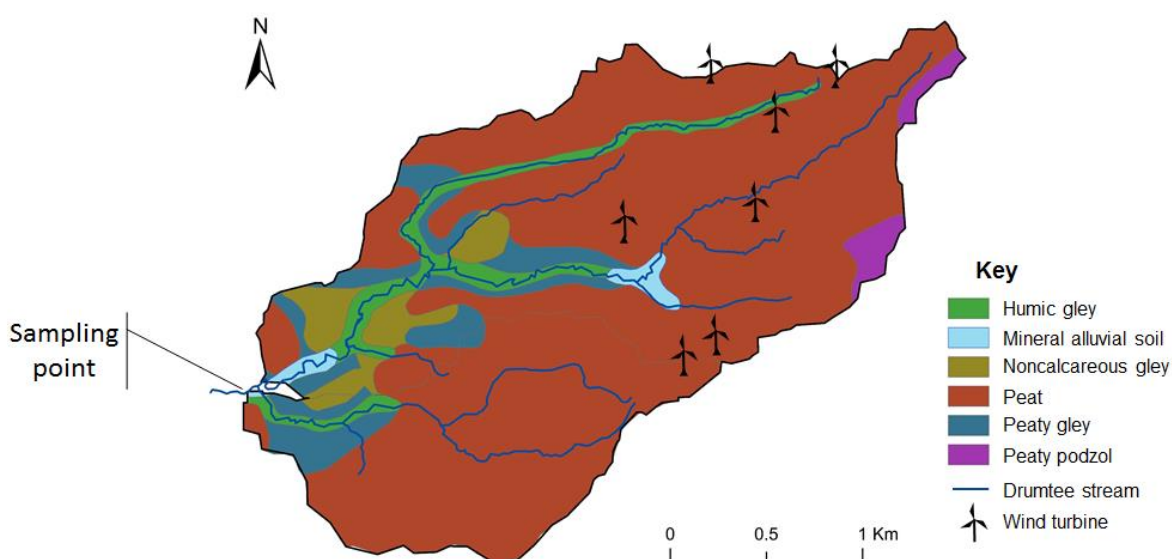 N
Sampling
point
Key
Humic gley
Mineral alluvial soil
Noncalcareous gley
Peat
Peaty gley
Peaty podzol
Drumtee stream
Wind turbine
0 0.5 1 Km